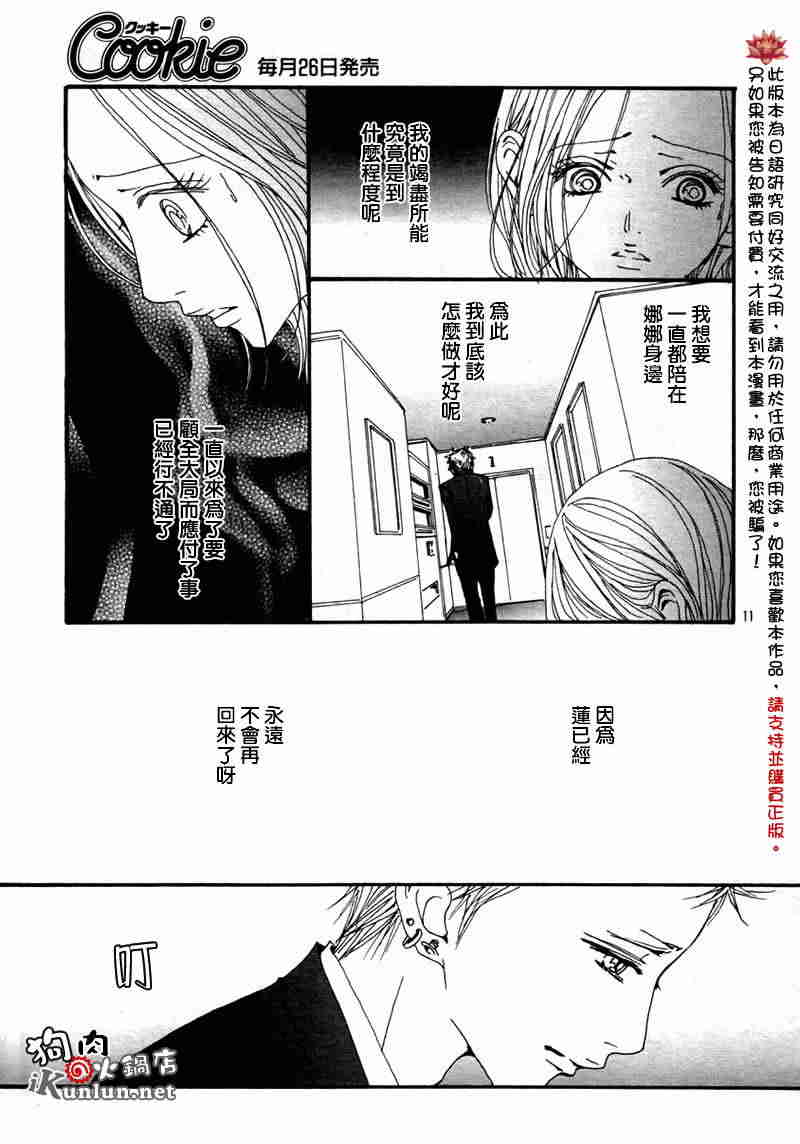 クッキー
Cookie
毎月26日発売
此版本為日語研究同好交流之用，請勿用於任何商業用途。如果您喜歡本作品，請支持並購買正版。
另如果您被告知需要付費，才能看到本漫畫，那麼，您被騙了！
我的竭盡所能
究竟是到
什麼程度呢
我想要
一直都陪在
娜娜身邊
為此
我到底該
怎麼做才好呢
一直以來為了要
顧全大局而應付了事
已經行不通了
11
因為
蓮已經
永遠
不會再
回來了呀
叮
狗肉
火鍋店
iKunlun.net